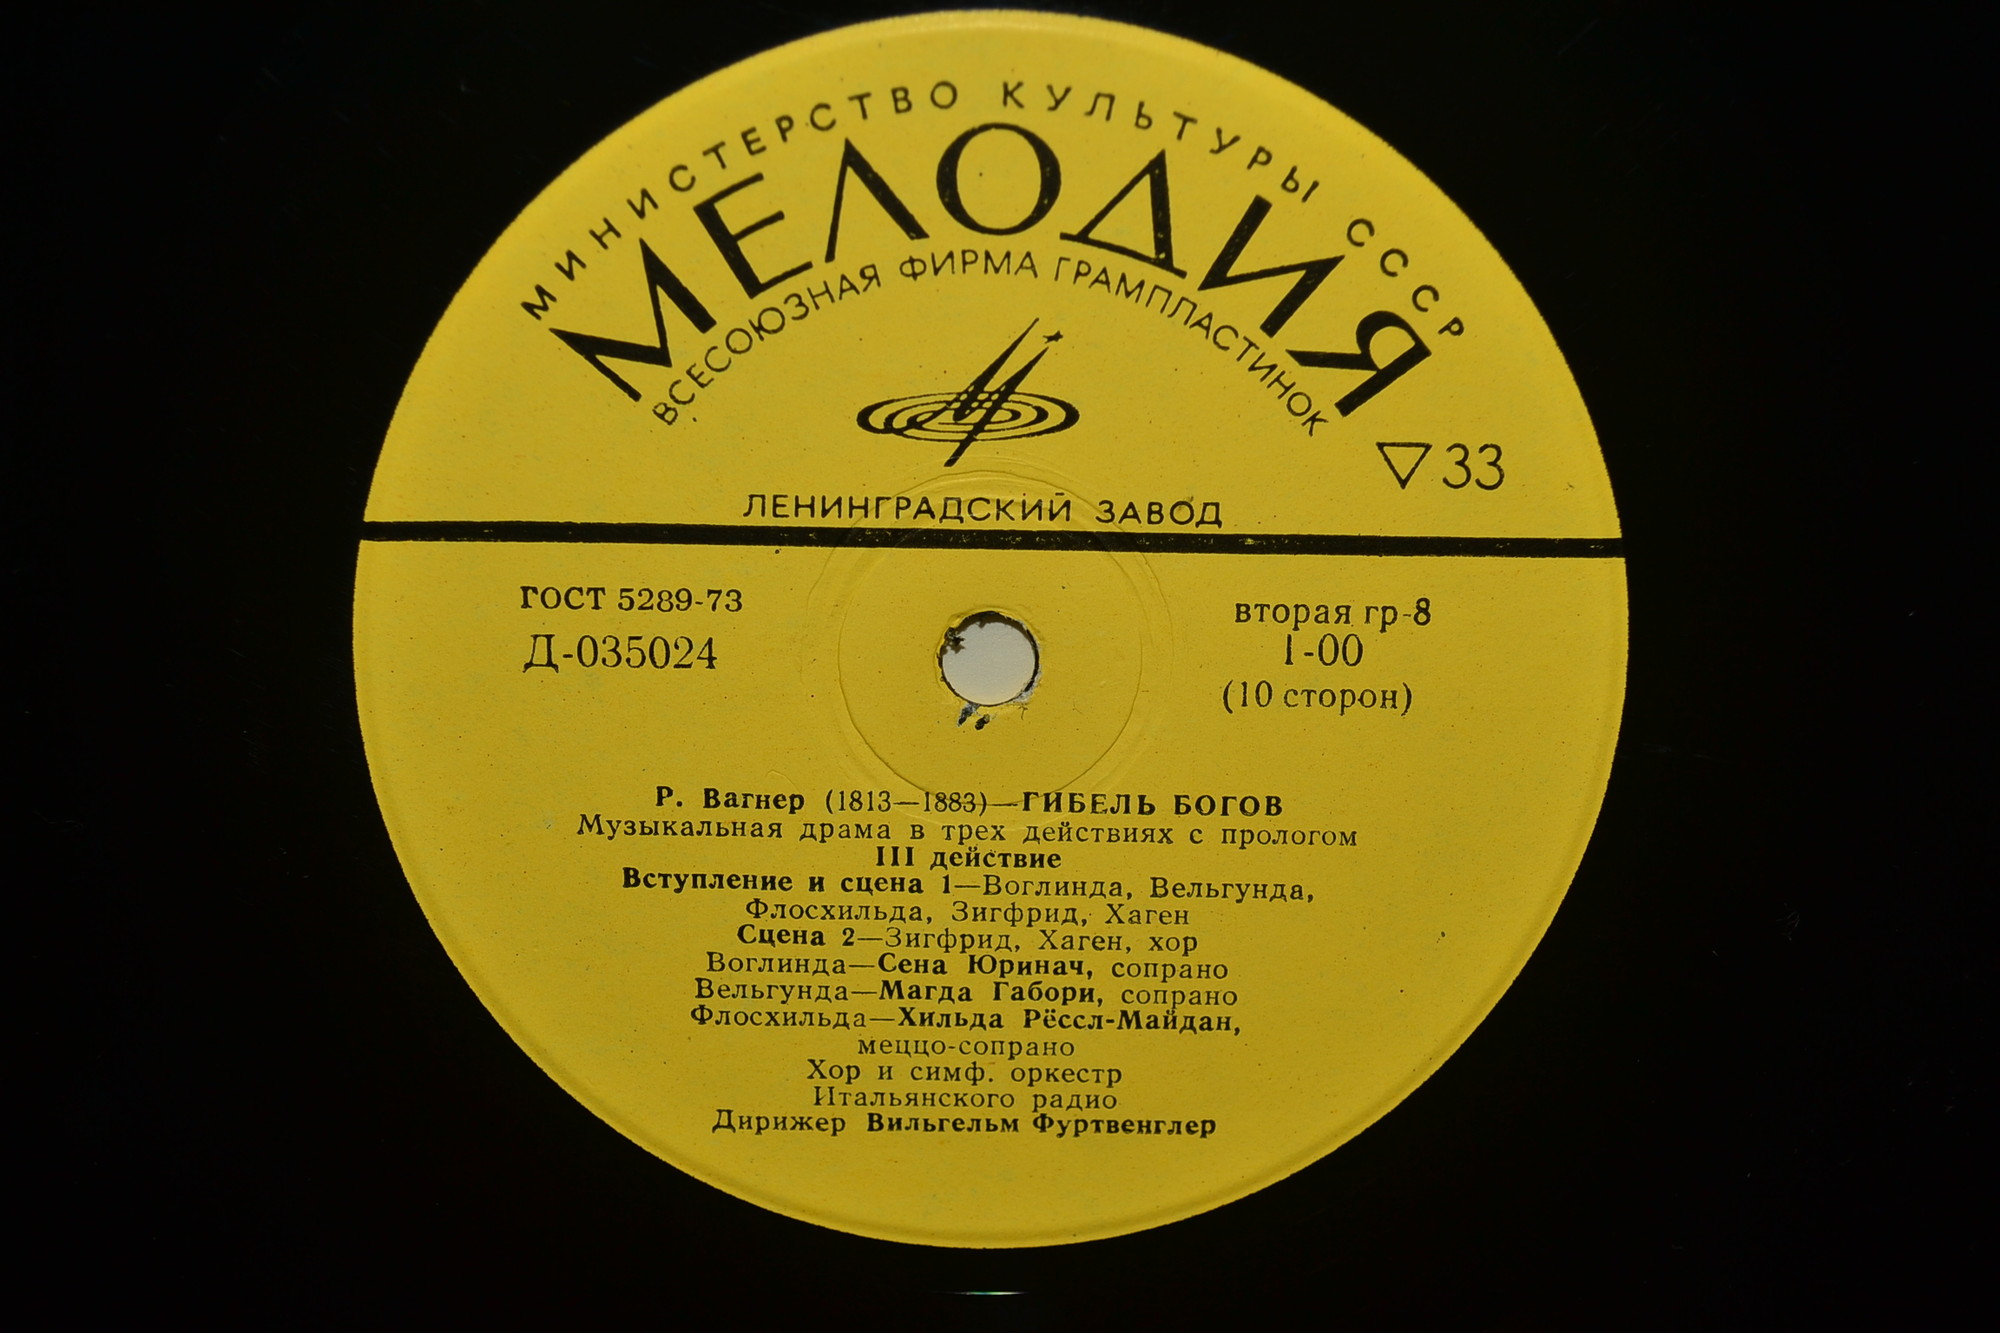 МИНИСТЕРСТВО КУЛЬТУРЫ СССР
МЕЛОДИЯ
ВСЕСОЮЗНАЯ ФИРМА ГРАМПЛАСТИНОК
▽33
ЛЕНИНГРАДСКИЙ ЗАВОД
ГОСТ 5289-73
Д-035024
вторая гр-8
1-00
(10 сторон)
Р. Вагнер (1813—1883)—ГИБЕЛЬ БОГОВ
Музыкальная драма в трех действиях с прологом
III действие
Вступление и сцена 1—Воглинда, Вельгунда,
Флосхильда, Зигфрид, Хаген
Сцена 2—Зигфрид, Хаген, хор
Воглинда—Сена Юринач, сопрано
Вельгунда—Магда Габори, сопрано
Флосхильда—Хильда Рёссл-Майдан,
меццо-сопрано
Хор и симф. оркестр
Итальянского радио
Дирижер Вильгельм Фуртвенглер